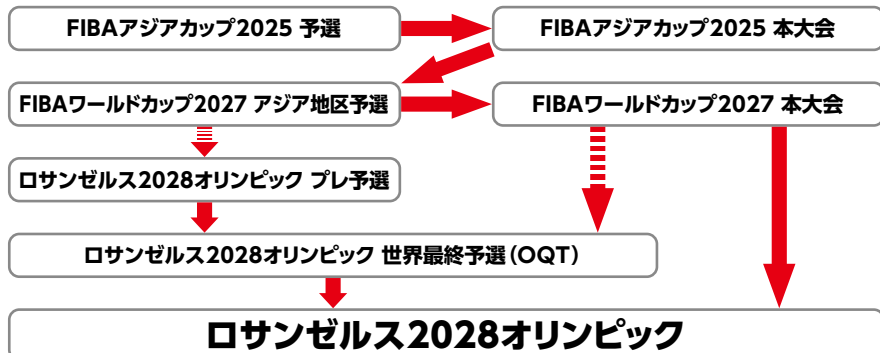 FIBAアジアカップ2025 予選
FIBAアジアカップ2025 本大会
FIBAワールドカップ2027 アジア地区予選
FIBAワールドカップ2027 本大会
ロサンゼルス2028オリンピック プレ予選
ロサンゼルス2028オリンピック 世界最終予選（OQT）
ロサンゼルス2028オリンピック